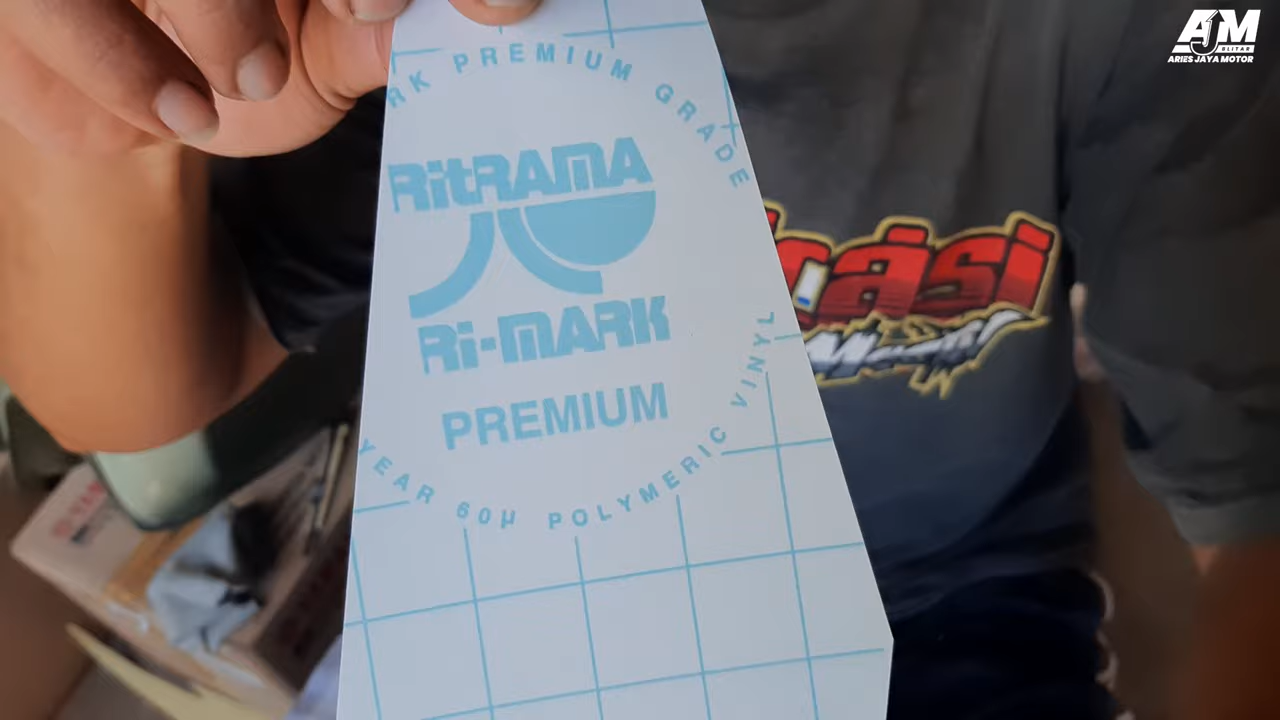 AJM
BLITAR
ARIES JAYA MOTOR
RK PREMIUM GRADE
RitRAMA
Ri-MARK
PREMIUM
YEAR 60µ POLYMERIC VINYL